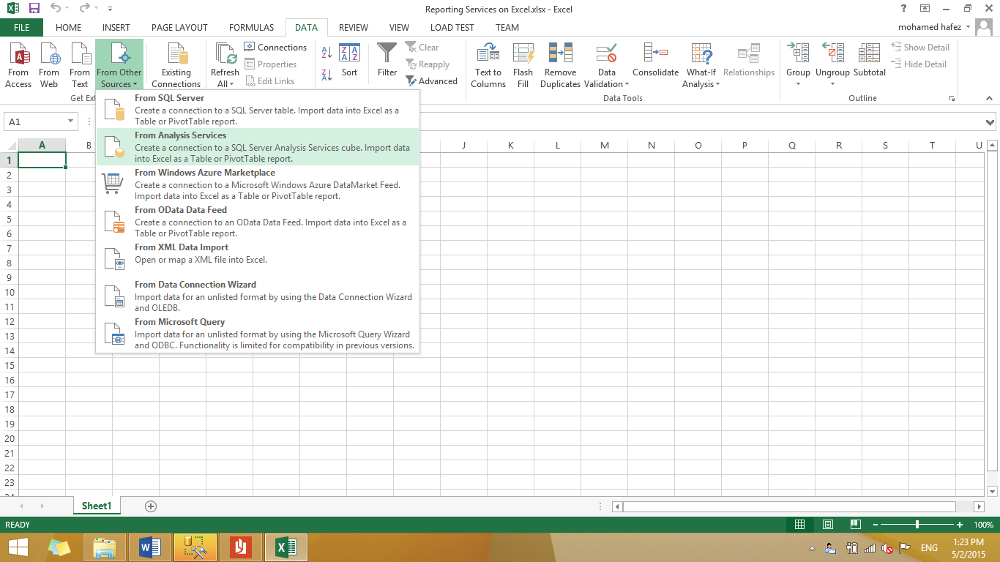 Reporting Services on Excel.xlsx - Excel
FILE HOME INSERT PAGE LAYOUT FORMULAS DATA REVIEW VIEW LOAD TEST TEAM mohamed hafez
From Access
From Web
From Text
From Other Sources
Existing Connections
Refresh All
Connections
Properties
Edit Links
Sort
Filter
Clear
Reapply
Advanced
Text to Columns
Flash Fill
Remove Duplicates
Data Validation
Consolidate
What-If Analysis
Relationships
Group
Ungroup
Subtotal
Show Detail
Hide Detail
Get Ext
Data Tools
Outline
A1
From SQL Server
Create a connection to a SQL Server table. Import data into Excel as a
Table or PivotTable report.
From Analysis Services
Create a connection to a SQL Server Analysis Services cube. Import data
into Excel as a Table or PivotTable report.
From Windows Azure Marketplace
Create a connection to a Microsoft Windows Azure DataMarket Feed.
Import data into Excel as a Table or PivotTable report.
From OData Data Feed
Create a connection to an OData Data Feed. Import data into Excel as a
Table or PivotTable report.
From XML Data Import
Open or map a XML file into Excel.
From Data Connection Wizard
Import data for an unlisted format by using the Data Connection Wizard
and OLEDB.
From Microsoft Query
Import data for an unlisted format by using the Microsoft Query Wizard
and ODBC. Functionality is limited for compatibility in previous versions.
A B J K L M N O P Q R S T U
1
2
3
4
5
6
7
8
9
10
11
12
13
14
15
16
17
18
19
20
21
22
23
Sheet1
READY 100%
ENG
1:23 PM
5/2/2015